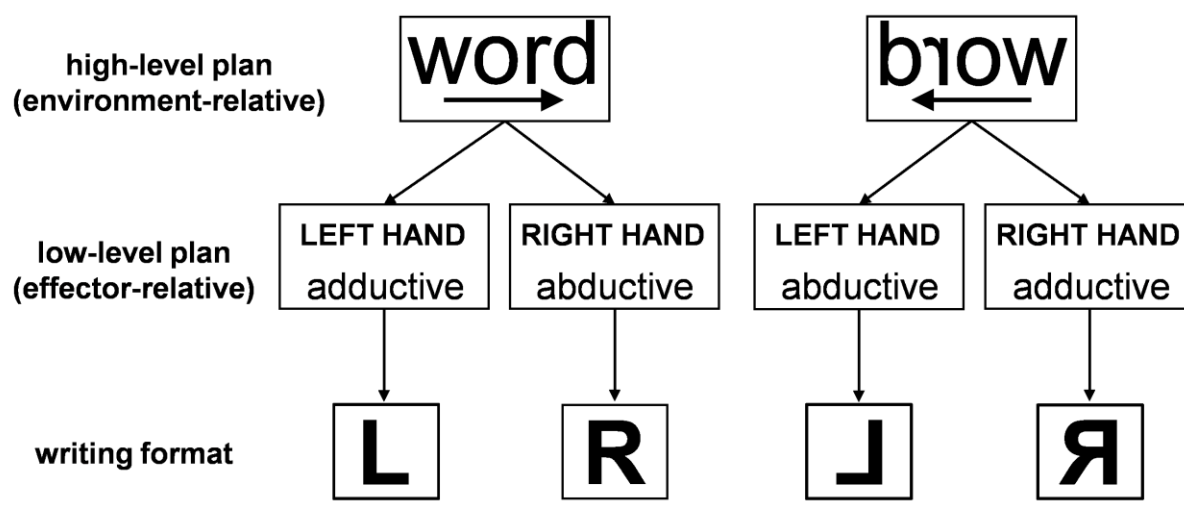 high-level plan
(environment-relative)
word
brow
low-level plan
(effector-relative)
LEFT HAND
adductive
RIGHT HAND
abductive
LEFT HAND
abductive
RIGHT HAND
adductive
writing format
L
R
⅃
Я